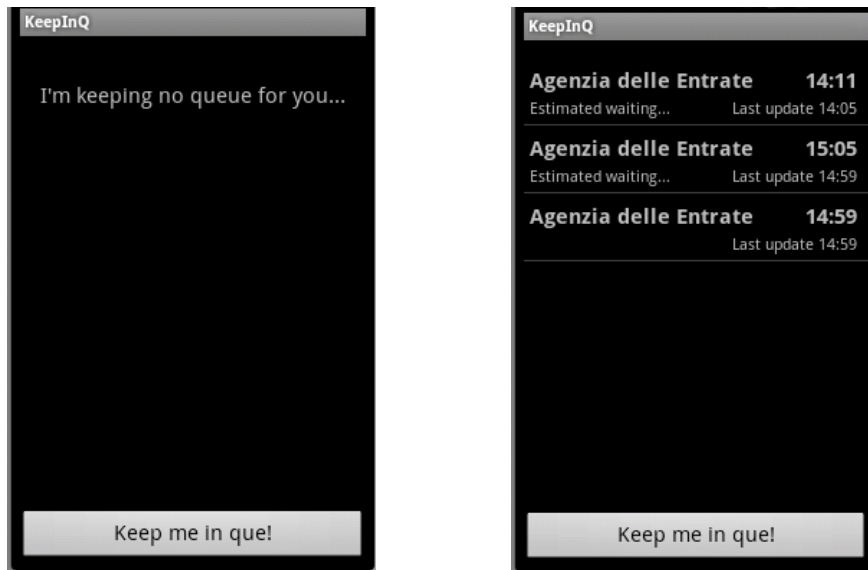 KeepInQ
I'm keeping no queue for you...
Keep me in que!
KeepInQ
Agenzia delle Entrate 14:11
Estimated waiting... Last update 14:05
Agenzia delle Entrate 15:05
Estimated waiting... Last update 14:59
Agenzia delle Entrate 14:59
Last update 14:59
Keep me in que!